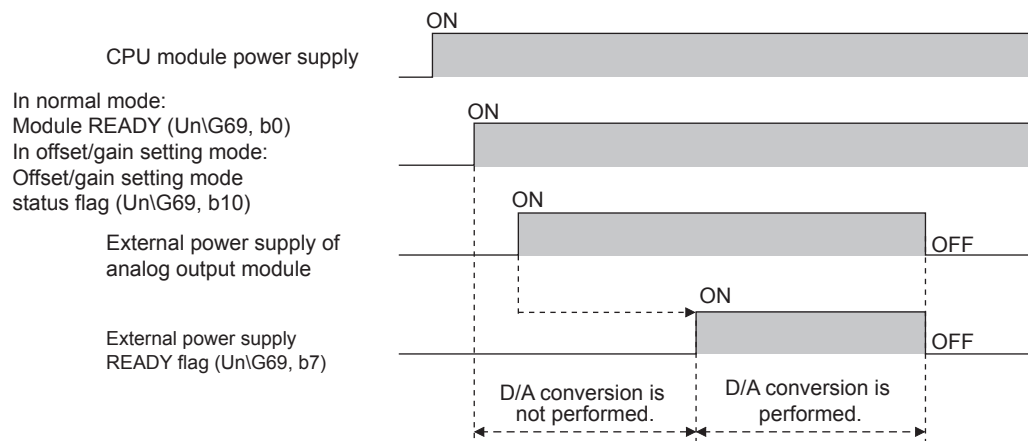 ON
CPU module power supply
In normal mode:
ON
Module READY (Un\G69, b0)
In offset/gain setting mode:
Offset/gain setting mode
status flag (Un\G69, b10)
ON
External power supply of
analog output module
OFF
ON
External power supply
READY flag (Un\G69, b7)
OFF
D/A conversion is
not performed.
D/A conversion is
performed.